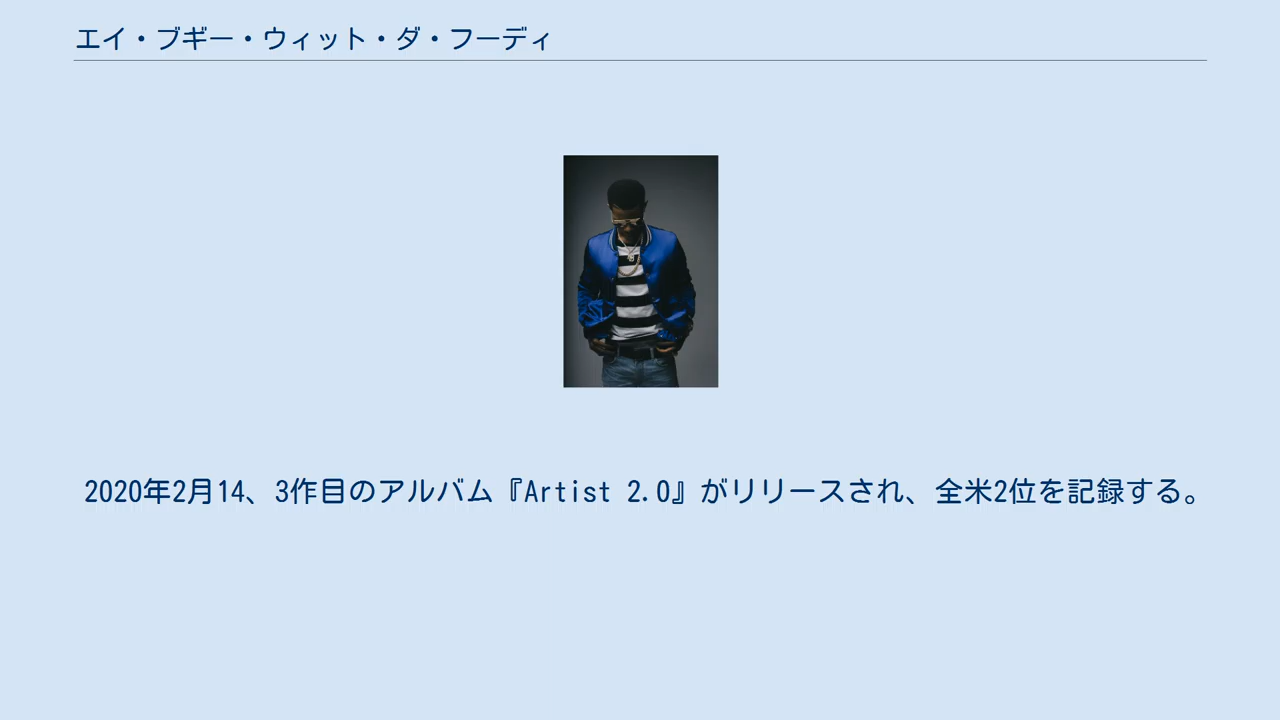 エイ・ブギー・ウィット・ダ・フーディ
2020年2月14、3作目のアルバム『Artist 2.0』がリリースされ、全米2位を記録する。